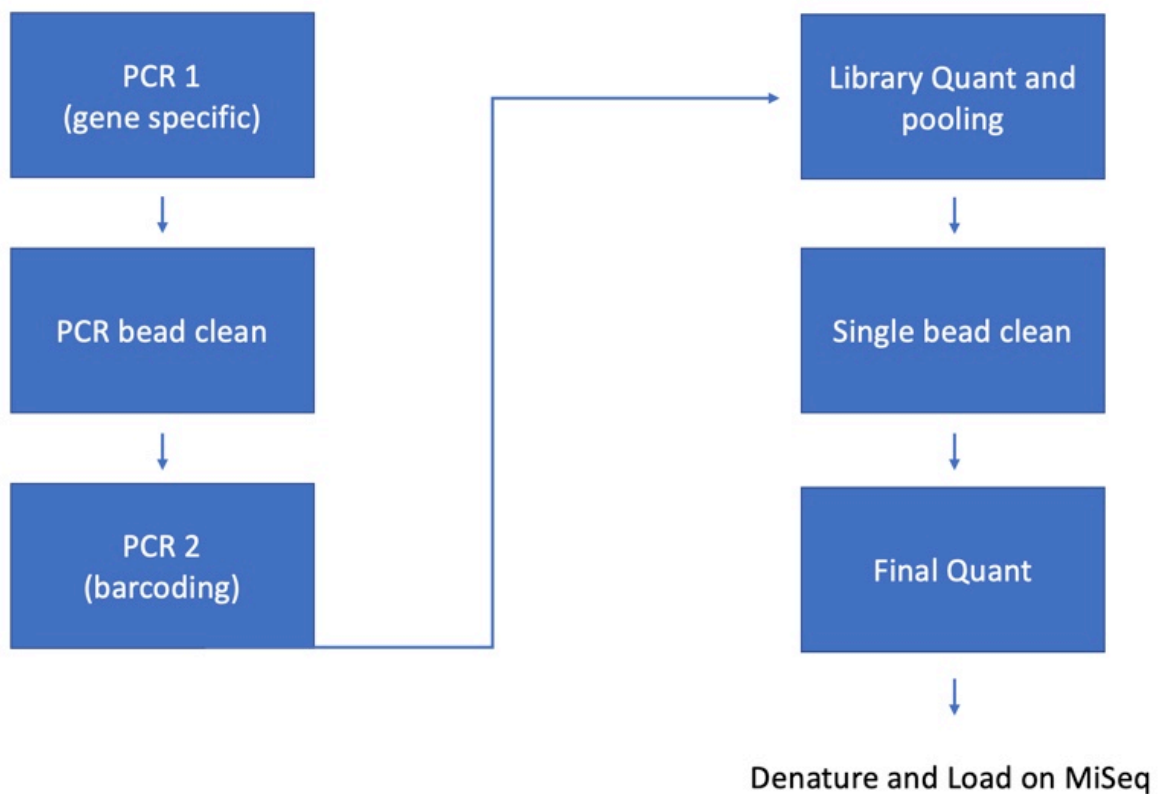 PCR 1
(gene specific)
PCR bead clean
PCR 2
(barcoding)
Library Quant and
pooling
Single bead clean
Final Quant
Denature and Load on MiSeq